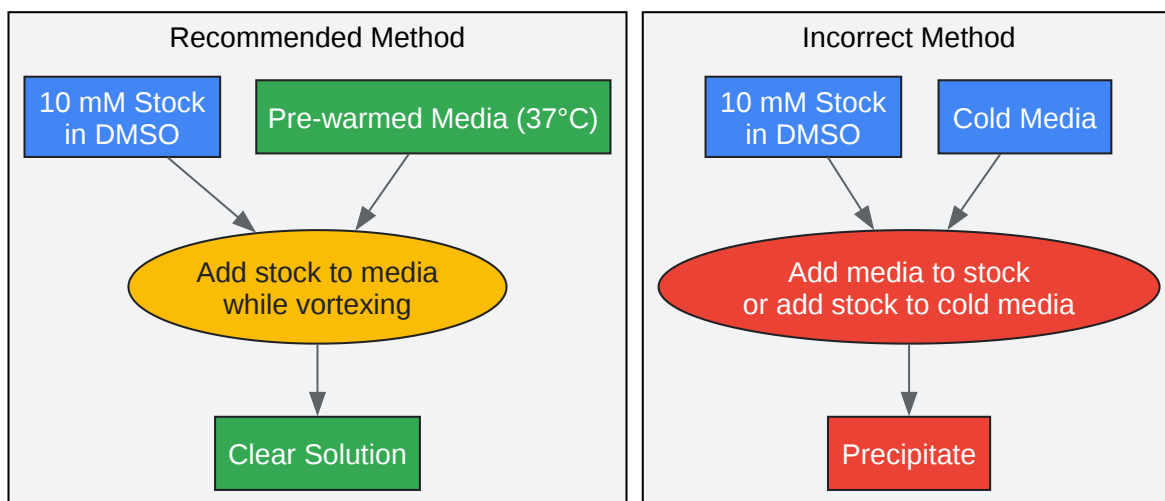 Recommended Method
10 mM Stock
in DMSO
Pre-warmed Media (37°C)
Add stock to media
while vortexing
Clear Solution
Incorrect Method
10 mM Stock
in DMSO
Cold Media
Add media to stock
or add stock to cold media
Precipitate